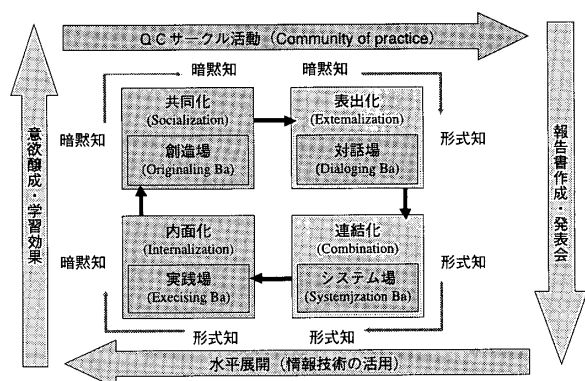 QCサークル活動 (Community of practice)
暗黙知
暗黙知
暗黙知
共同化
(Socialization)
創造場
(Originaling Ba)
表出化
(Extemalization)
対話場
(Dialoging Ba)
形式知
意欲醸成・学習効果
報告書作成・発表会
暗黙知
内面化
(Internalization)
実践場
(Execising Ba)
連結化
(Combination)
システム場
(Systemjzation Ba)
形式知
形式知
形式知
水平展開 (情報技術の活用)